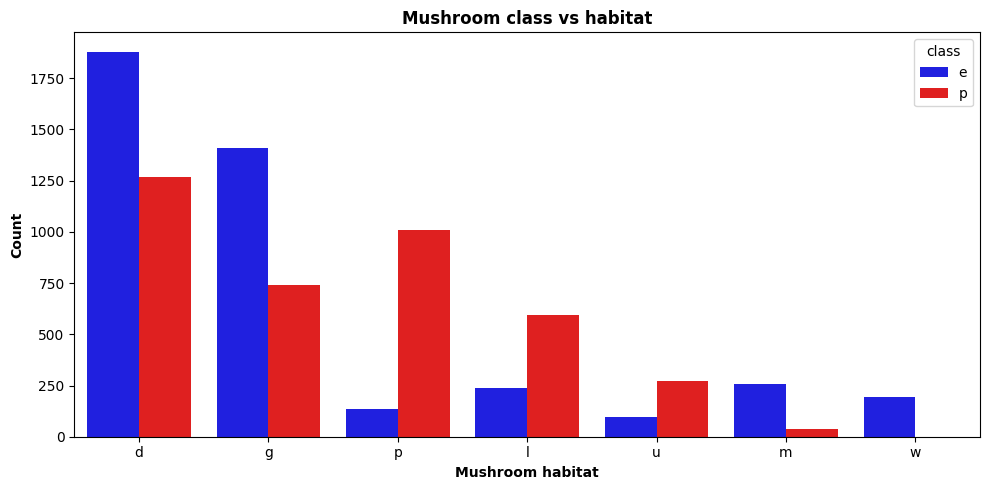 Mushroom class vs habitat
class
e
p
1750
1500
1250
1000
750
500
250
0
Count
d g p l u m w
Mushroom habitat